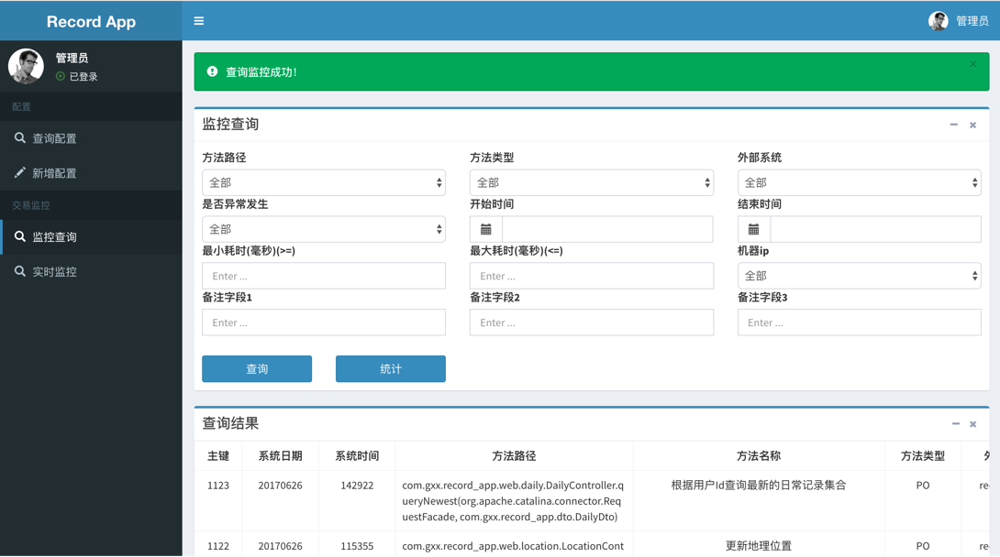 Record App
管理员
管理员
已登录
配置
查询配置
新增配置
交易监控
监控查询
实时监控
查询监控成功!
×
监控查询
方法路径
方法类型
外部系统
全部
全部
全部
是否异常发生
开始时间
结束时间
全部
最小耗时(毫秒)(>=)
最大耗时(毫秒)(<=)
机器ip
Enter ...
Enter ...
全部
备注字段1
备注字段2
备注字段3
Enter ...
Enter ...
Enter ...
查询
统计
查询结果
主键 系统日期 系统时间 方法路径 方法名称 方法类型
1123 20170626 142922 com.gxx.record_app.web.daily.DailyController.q 根据用户Id查询最新的日常记录集合 PO re
ueryNewest(org.apache.catalina.connector.Req
uestFacade, com.gxx.record_app.dto.DailyDto)
1122 20170626 115355 com.gxx.record_app.web.location.LocationCont 更新地理位置 PO re